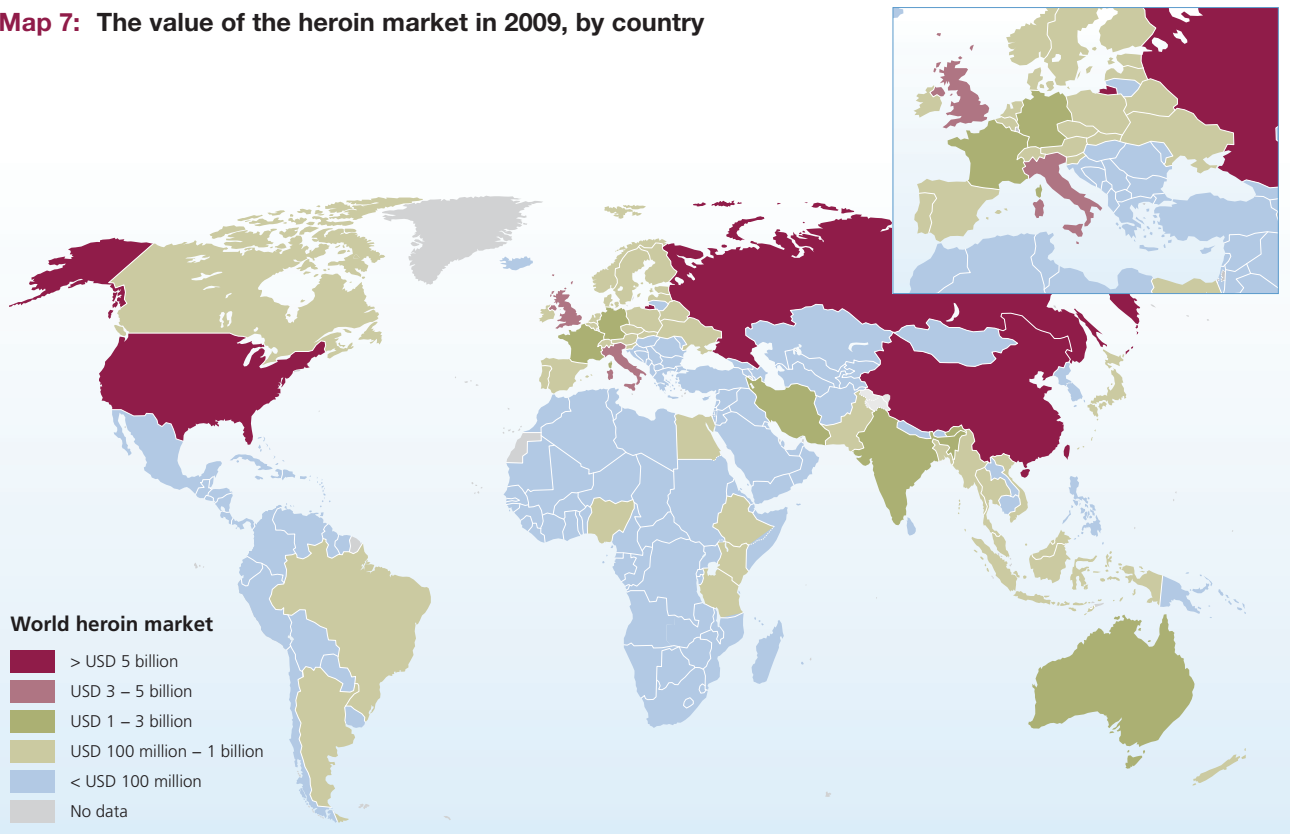 Map 7: The value of the heroin market in 2009, by country
World heroin market
> USD 5 billion
USD 3 – 5 billion
USD 1 – 3 billion
USD 100 million – 1 billion
< USD 100 million
No data